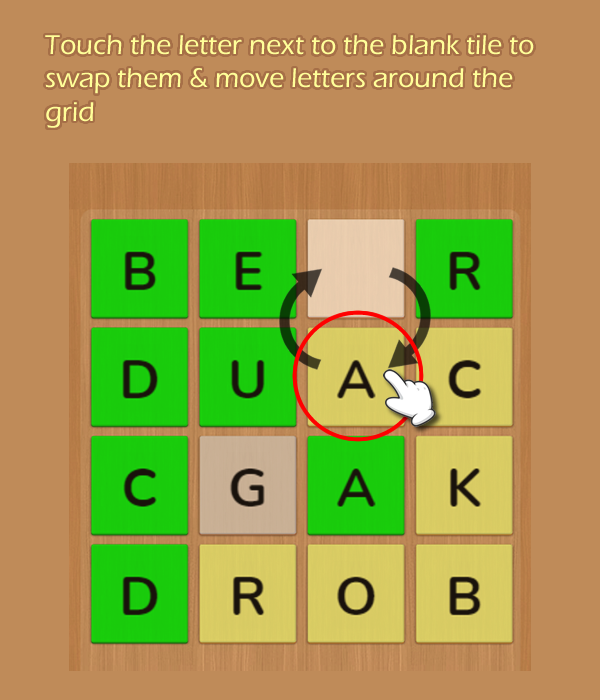 Touch the letter next to the blank tile to
swap them & move letters around the
grid
B E R
D U A C
C G A K
D R O B